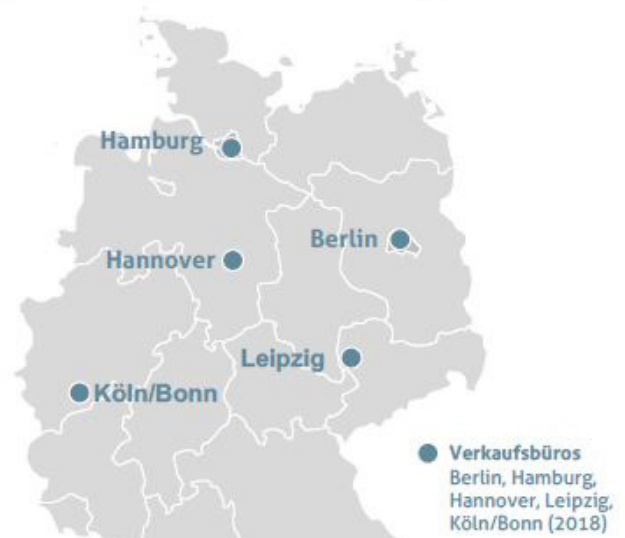 Hamburg
Berlin
Hannover
Leipzig
Köln/Bonn
Verkaufsbüros
Berlin, Hamburg,
Hannover, Leipzig,
Köln/Bonn (2018)